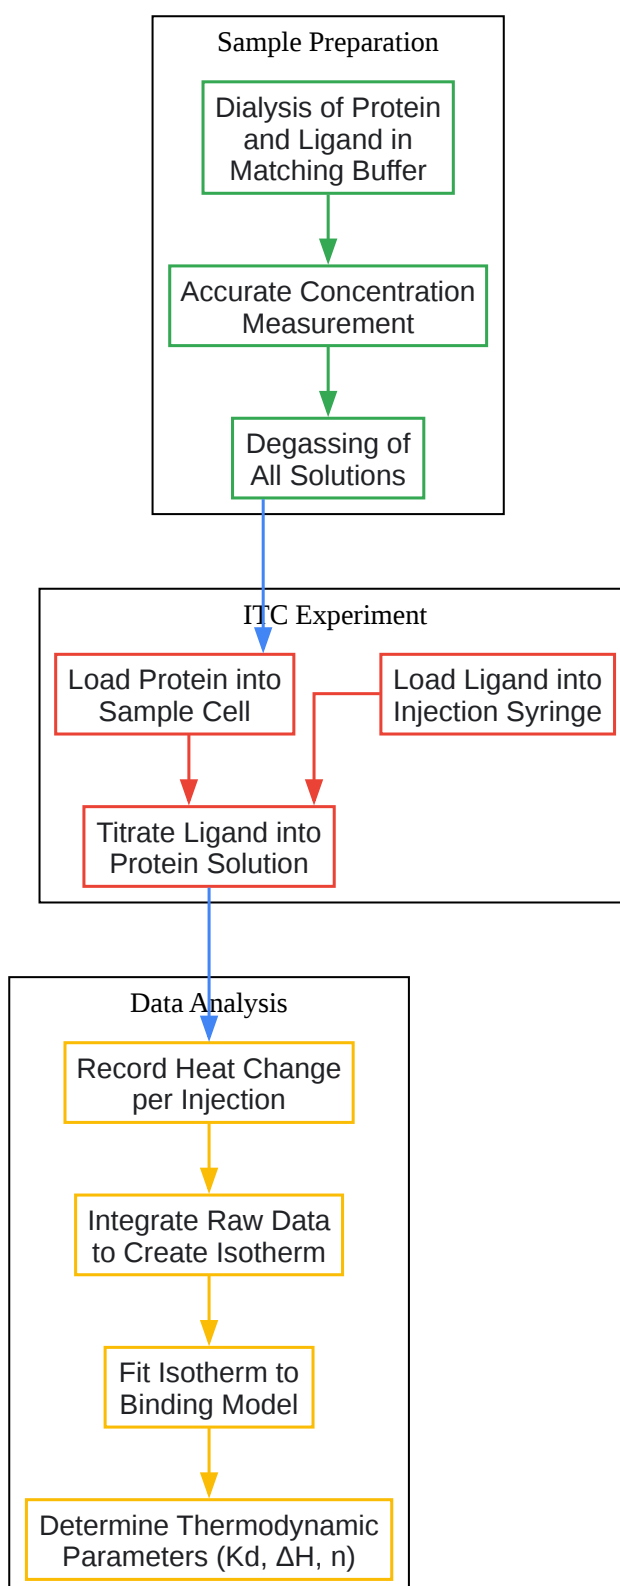 Sample Preparation
Dialysis of Protein
and Ligand in
Matching Buffer
Accurate Concentration
Measurement
Degassing of
All Solutions
ITC Experiment
Load Protein into
Sample Cell
Load Ligand into
Injection Syringe
Titrate Ligand into
Protein Solution
Data Analysis
Record Heat Change
per Injection
Integrate Raw Data
to Create Isotherm
Fit Isotherm to
Binding Model
Determine Thermodynamic
Parameters (Kd, ΔH, n)